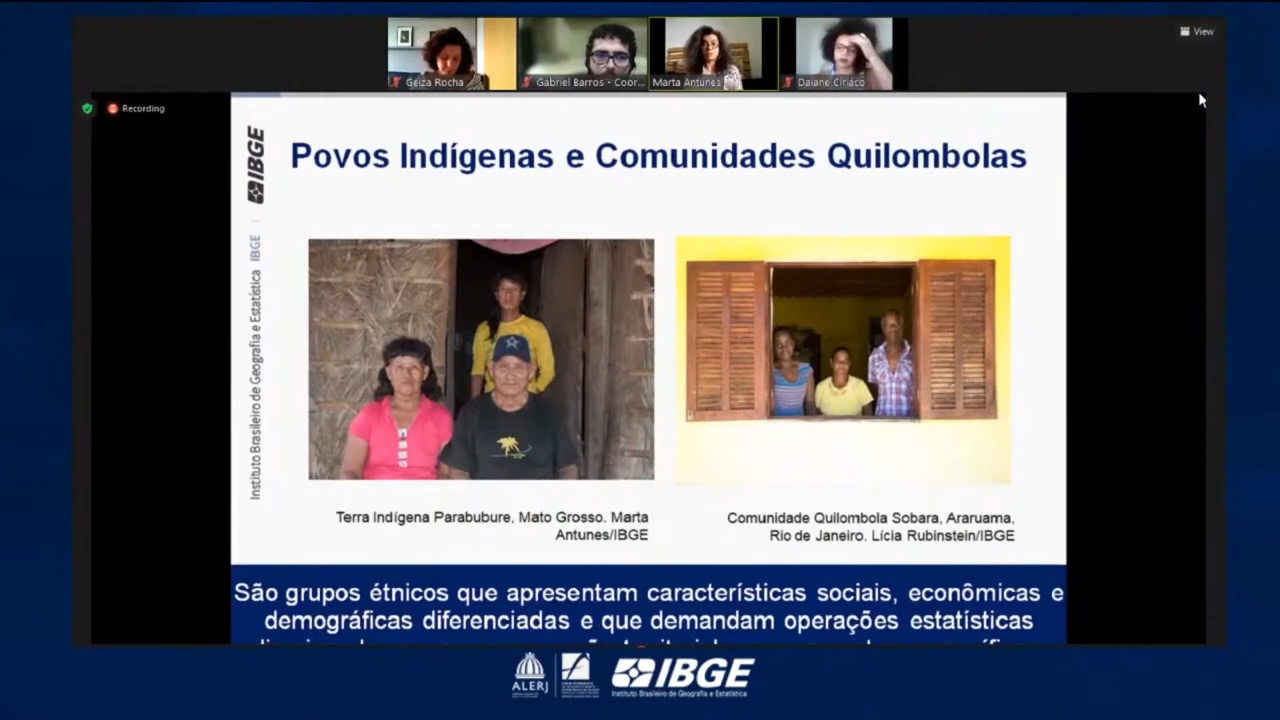 View
Geiza Rocha
Gabriel Barros - Coor...
Marta Antunes
Daiane Ciriaco
Recording
IBGE
Instituto Brasileiro de Geografia e Estatística IBGE
Povos Indígenas e Comunidades Quilombolas
Terra Indígena Parabubure, Mato Grosso. Marta
Antunes/IBGE
Comunidade Quilombola Sobara, Araruama,
Rio de Janeiro. Lícia Rubinstein/IBGE
São grupos étnicos que apresentam características sociais, econômicas e
demográficas diferenciadas e que demandam operações estatísticas
ALERJ
IBGE
Instituto Brasileiro de Geografia e Estatística